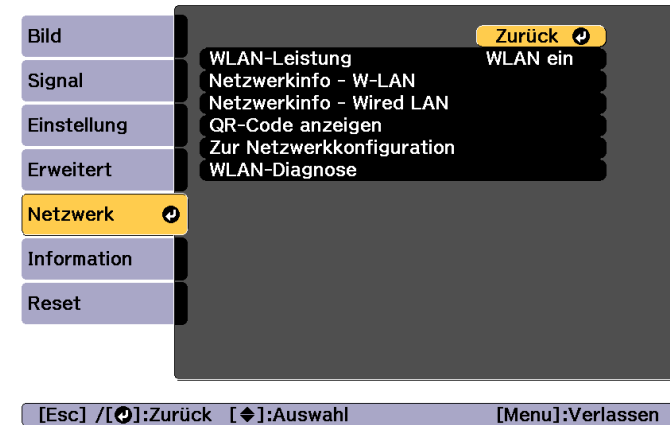 Bild
Signal
Einstellung
Erweitert
Netzwerk
Information
Reset
Zurück
WLAN-Leistung WLAN ein
Netzwerkinfo - W-LAN
Netzwerkinfo - Wired LAN
QR-Code anzeigen
Zur Netzwerkkonfiguration
WLAN-Diagnose
[Esc] /[⏎]:Zurück [◆]:Auswahl [Menu]:Verlassen